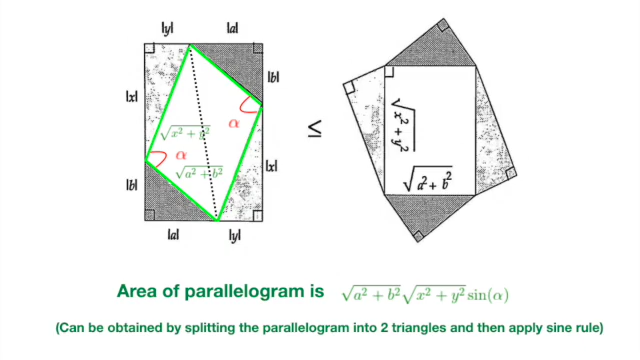 |y| |a|
|b|
|x|
α
√(x² + y²)
α
√(a² + b²)
|x|
|b|
|a| |y|
≤
√(x² + y²)
√(a² + b²)
Area of parallelogram is √(a² + b²)√(x² + y²) sin(α)
(Can be obtained by splitting the parallelogram into 2 triangles and then apply sine rule)